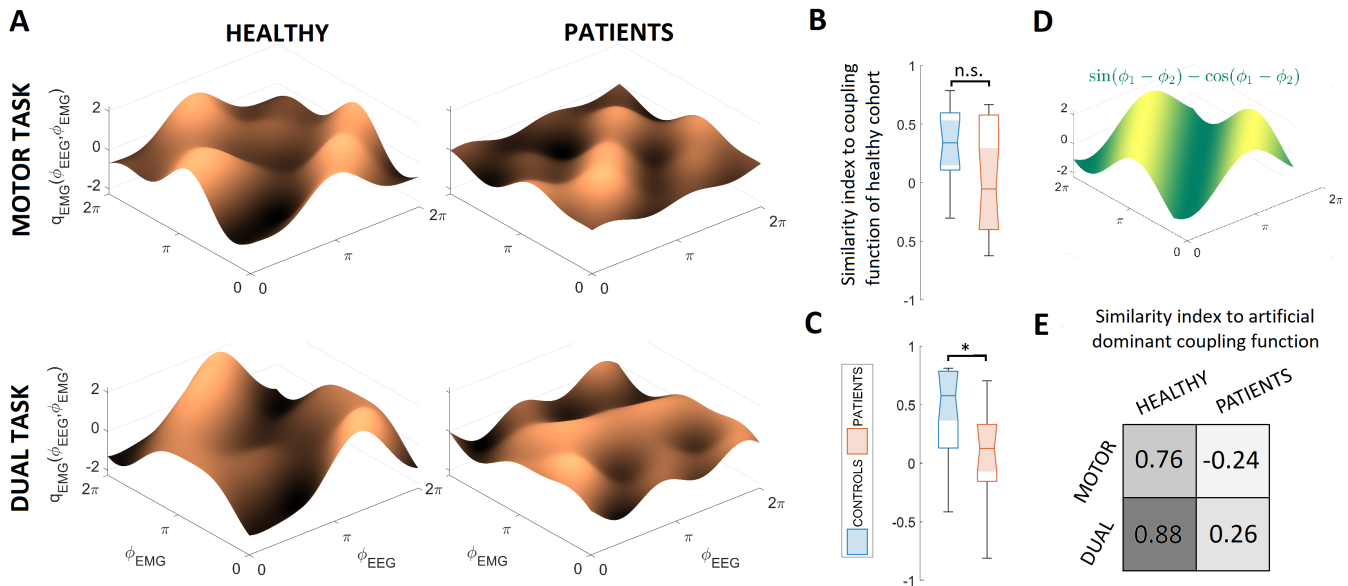 A
HEALTHY
PATIENTS
MOTOR TASK
q_EMG(ϕ_EEG,ϕ_EMG)
2
0
-2
2π
π
0
0
π
2π
2π
π
0
0
π
2π
DUAL TASK
q_EMG(ϕ_EEG,ϕ_EMG)
2
0
-2
2π
π
0
0
π
2π
ϕ_EMG
ϕ_EEG
2π
π
0
0
π
2π
ϕ_EMG
ϕ_EEG
B
Similarity index to coupling
function of healthy cohort
1
0.5
0
0.5
-1
n.s.
C
CONTROLS
PATIENTS
1
0.5
0
-0.5
-1
*
D
sin(ϕ₁ − ϕ₂) − cos(ϕ₁ − ϕ₂)
2
0
-2
2π
π
0
0
π
2π
E
Similarity index to artificial
dominant coupling function
HEALTHY
PATIENTS
MOTOR
0.76
-0.24
DUAL
0.88
0.26